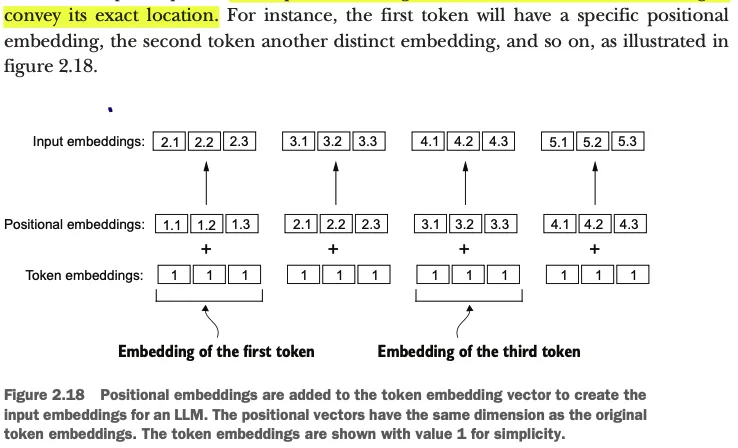 convey its exact location. For instance, the first token will have a specific positional
embedding, the second token another distinct embedding, and so on, as illustrated in
figure 2.18.
Input embeddings: 2.1 2.2 2.3 3.1 3.2 3.3 4.1 4.2 4.3 5.1 5.2 5.3
Positional embeddings: 1.1 1.2 1.3 2.1 2.2 2.3 3.1 3.2 3.3 4.1 4.2 4.3
+ + + +
Token embeddings: 1 1 1 1 1 1 1 1 1 1 1 1
Embedding of the first token Embedding of the third token
Figure 2.18 Positional embeddings are added to the token embedding vector to create the
input embeddings for an LLM. The positional vectors have the same dimension as the original
token embeddings. The token embeddings are shown with value 1 for simplicity.